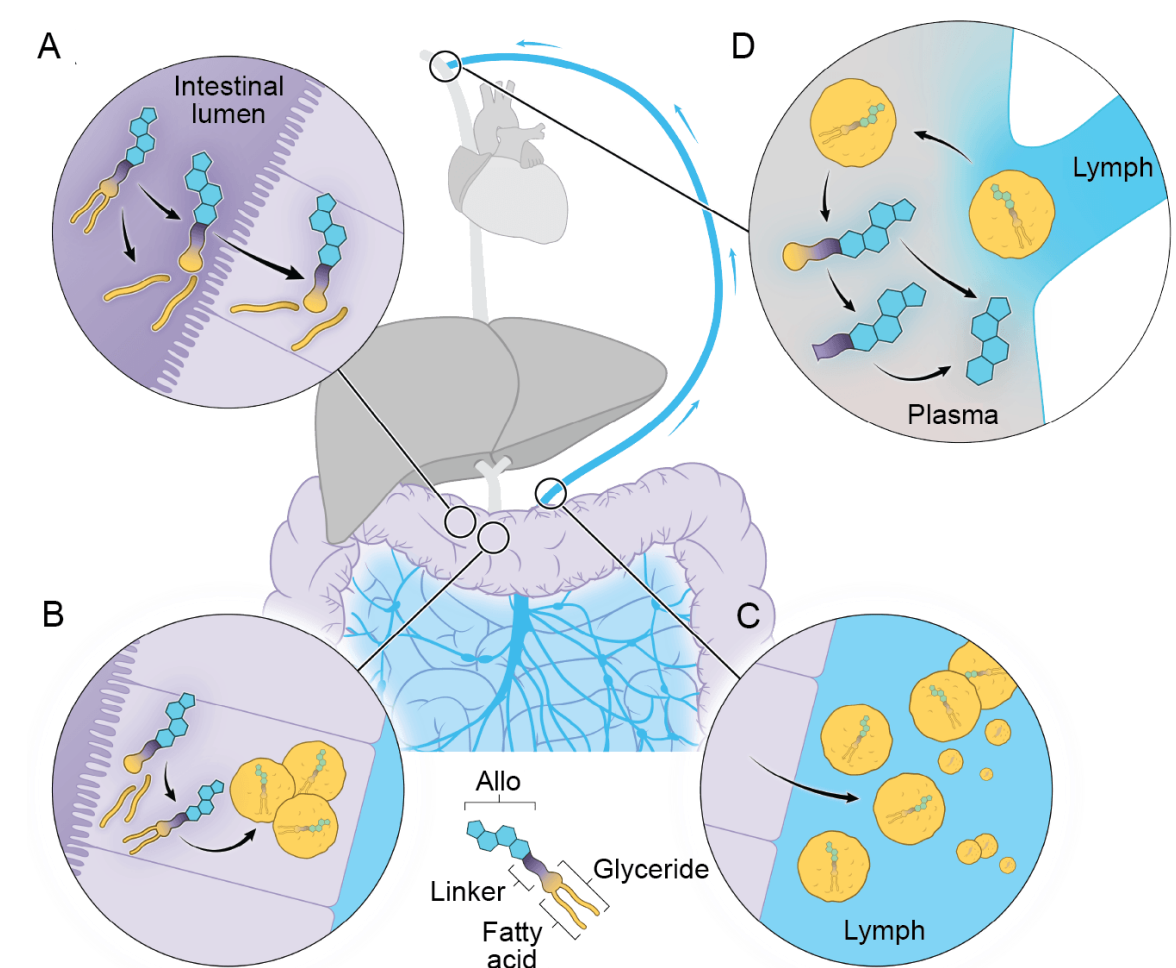 A
Intestinal
lumen
D
Lymph
Plasma
B
C
Lymph
Allo
Linker
Glyceride
Fatty
acid